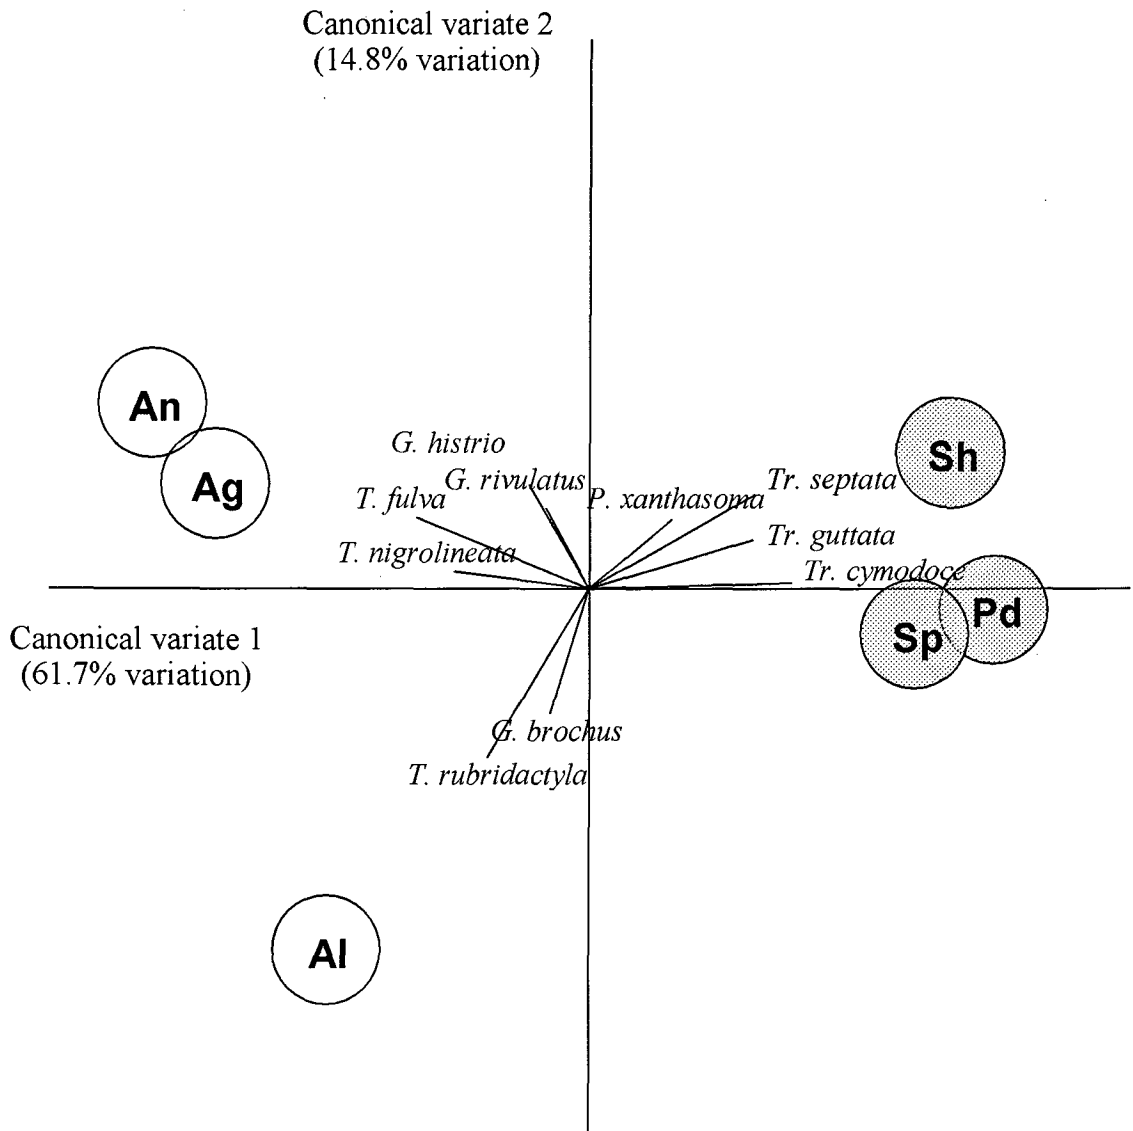 Canonical variate 2
(14.8% variation)
An
Ag
Sh
G. histrio
G. rivulatus
Tr. septata
T. fulva
P. xanthasoma
Tr. guttata
T. nigrolineata
Tr. cymodoce
Canonical variate 1
(61.7% variation)
Sp
Pd
G. brochus
T. rubridactyla
Al